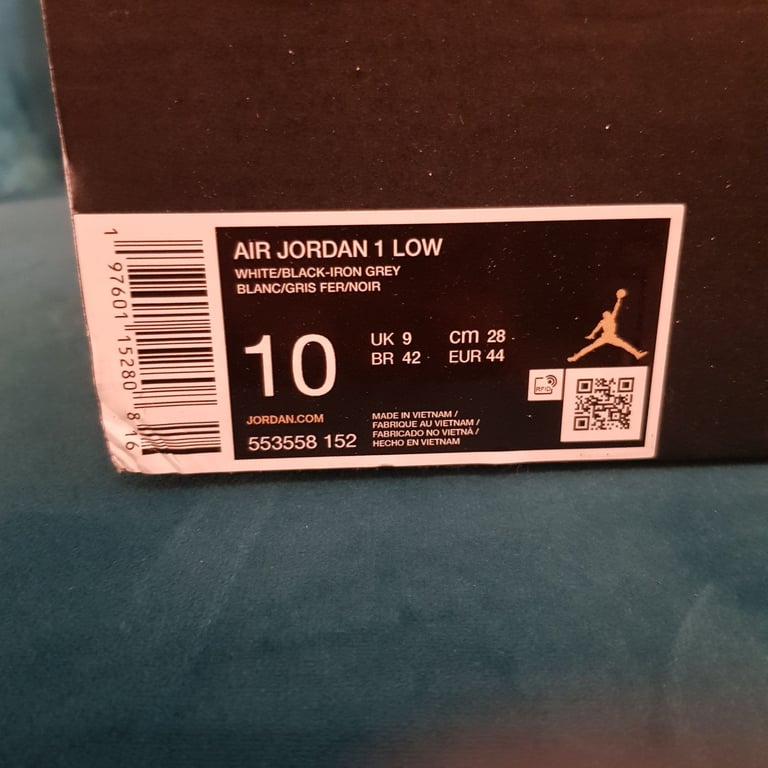 1 97601 15280 8 16
AIR JORDAN 1 LOW
WHITE/BLACK-IRON GREY
BLANC/GRIS FER/NOIR
10
UK 9 cm 28
BR 42 EUR 44
RFID
JORDAN.COM
553558 152
MADE IN VIETNAM /
FABRIQUE AU VIETNAM /
FABRICADO NO VIETNÃ /
HECHO EN VIETNAM